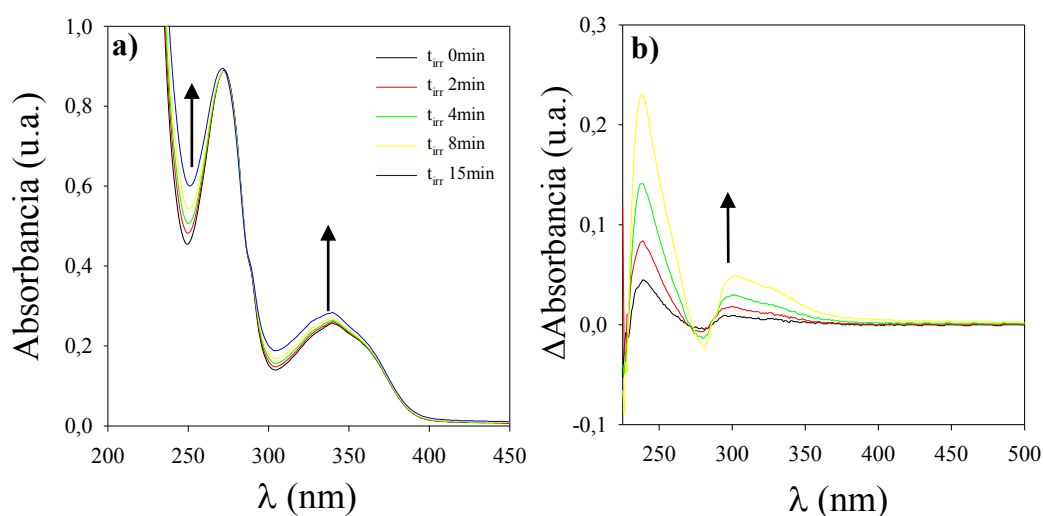 a)
t_irr 0min
t_irr 2min
t_irr 4min
t_irr 8min
t_irr 15min
Absorbancia (u.a.)
1,0
0,8
0,6
0,4
0,2
0,0
200 250 300 350 400 450
λ (nm)
b)
ΔAbsorbancia (u.a.)
0,3
0,2
0,1
0,0
-0,1
250 300 350 400 450 500
λ (nm)